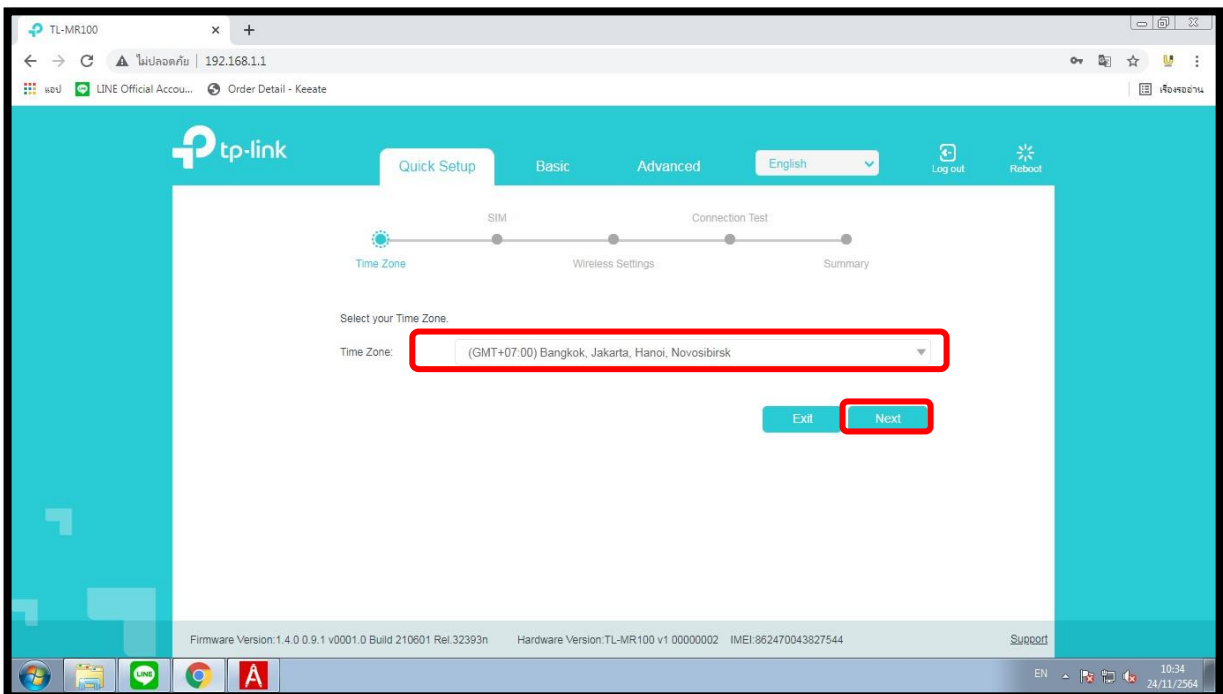 TL-MR100
ไม่ปลอดภัย 192.168.1.1
แอป LINE Official Accou... Order Detail - Keeate เรื่องรออ่าน
tp-link
Quick Setup Basic Advanced English Log out Reboot
SIM Connection Test
Time Zone Wireless Settings Summary
Select your Time Zone.
Time Zone: (GMT+07:00) Bangkok, Jakarta, Hanoi, Novosibirsk
Exit Next
Firmware Version:1.4.0 0.9.1 v0001.0 Build 210601 Rel.32393n Hardware Version:TL-MR100 v1 00000002 IMEI:862470043827544 Support
LINE
EN 10:34
24/11/2564